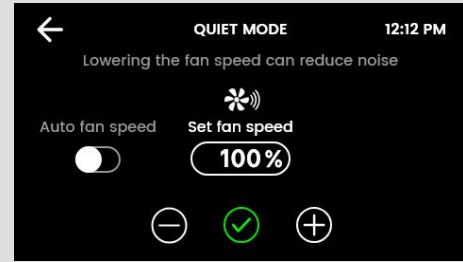 QUIET MODE 12:12 PM
Lowering the fan speed can reduce noise
Auto fan speed Set fan speed
100%